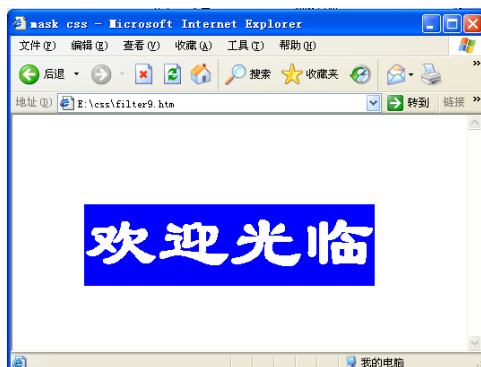 mask css - Microsoft Internet Explorer
文件(F) 编辑(E) 查看(V) 收藏(A) 工具(T) 帮助(H)
后退 搜索 收藏夹
地址(D) E:\css\filter9.htm 转到 链接
欢迎光临
我的电脑